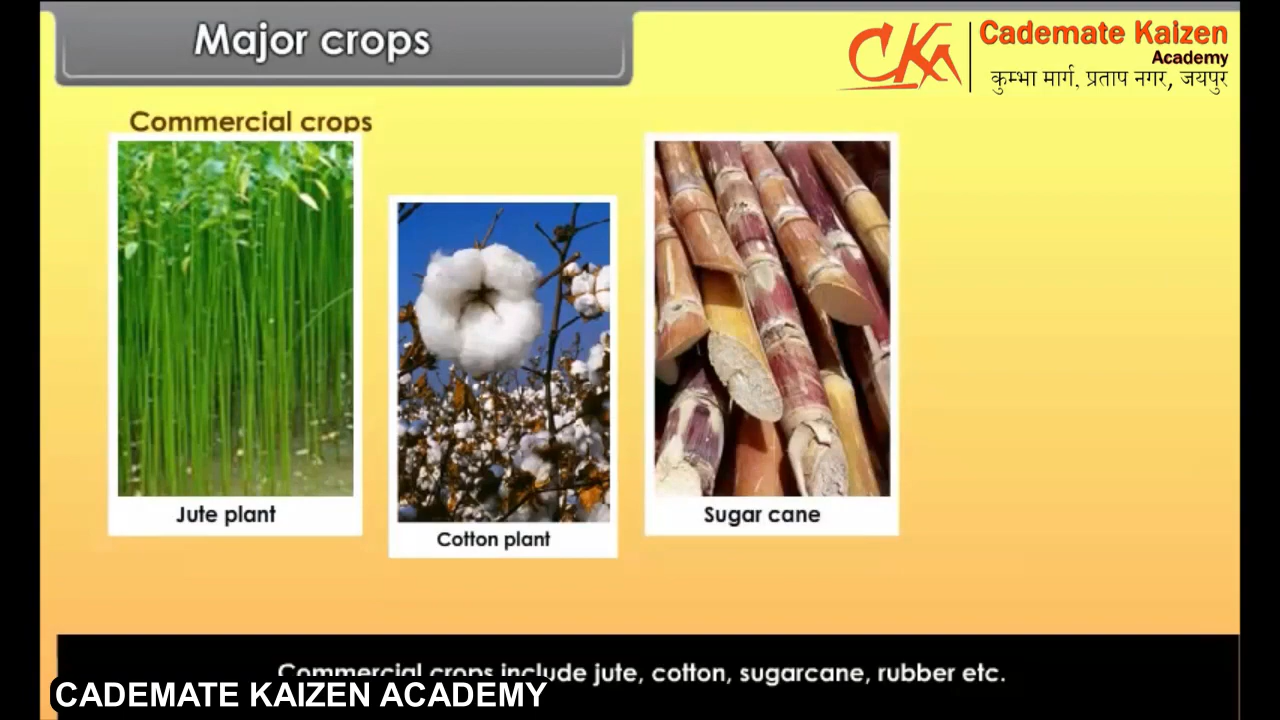 Major crops
Cademate Kaizen
Academy
कुम्भा मार्ग, प्रताप नगर, जयपुर
CKA
Commercial crops
Jute plant
Cotton plant
Sugar cane
Commercial crops include jute, cotton, sugarcane, rubber etc.
CADEMATE KAIZEN ACADEMY